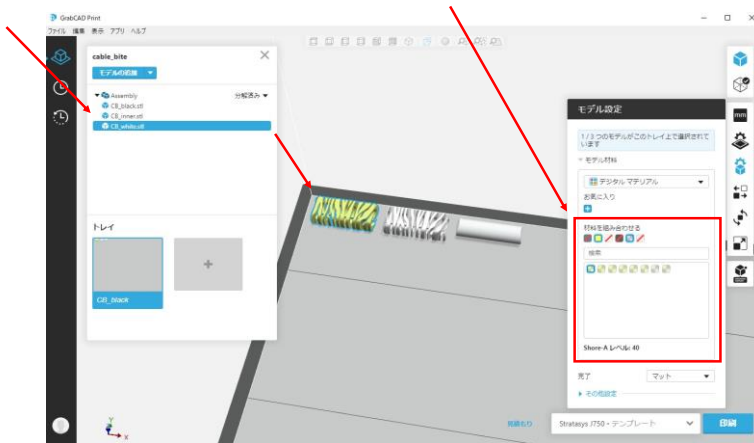 GrabCAD Print
ファイル 編集 表示 アプリ ヘルプ
cable_bite
モデルの追加
Assembly 分解済み
CB_black.stl
CB_inner.stl
CB_white.stl
トレイ
CB_black
モデル設定
1 / 3 つのモデルがこのトレイ上で選択されています
モデル材料
デジタル マテリアル
お気に入り
材料を組み合わせる
検索
Shore-A レベル: 40
完了 マット
その他設定
mm
見積もり
Stratasys J750 - テンプレート
印刷
Y
X